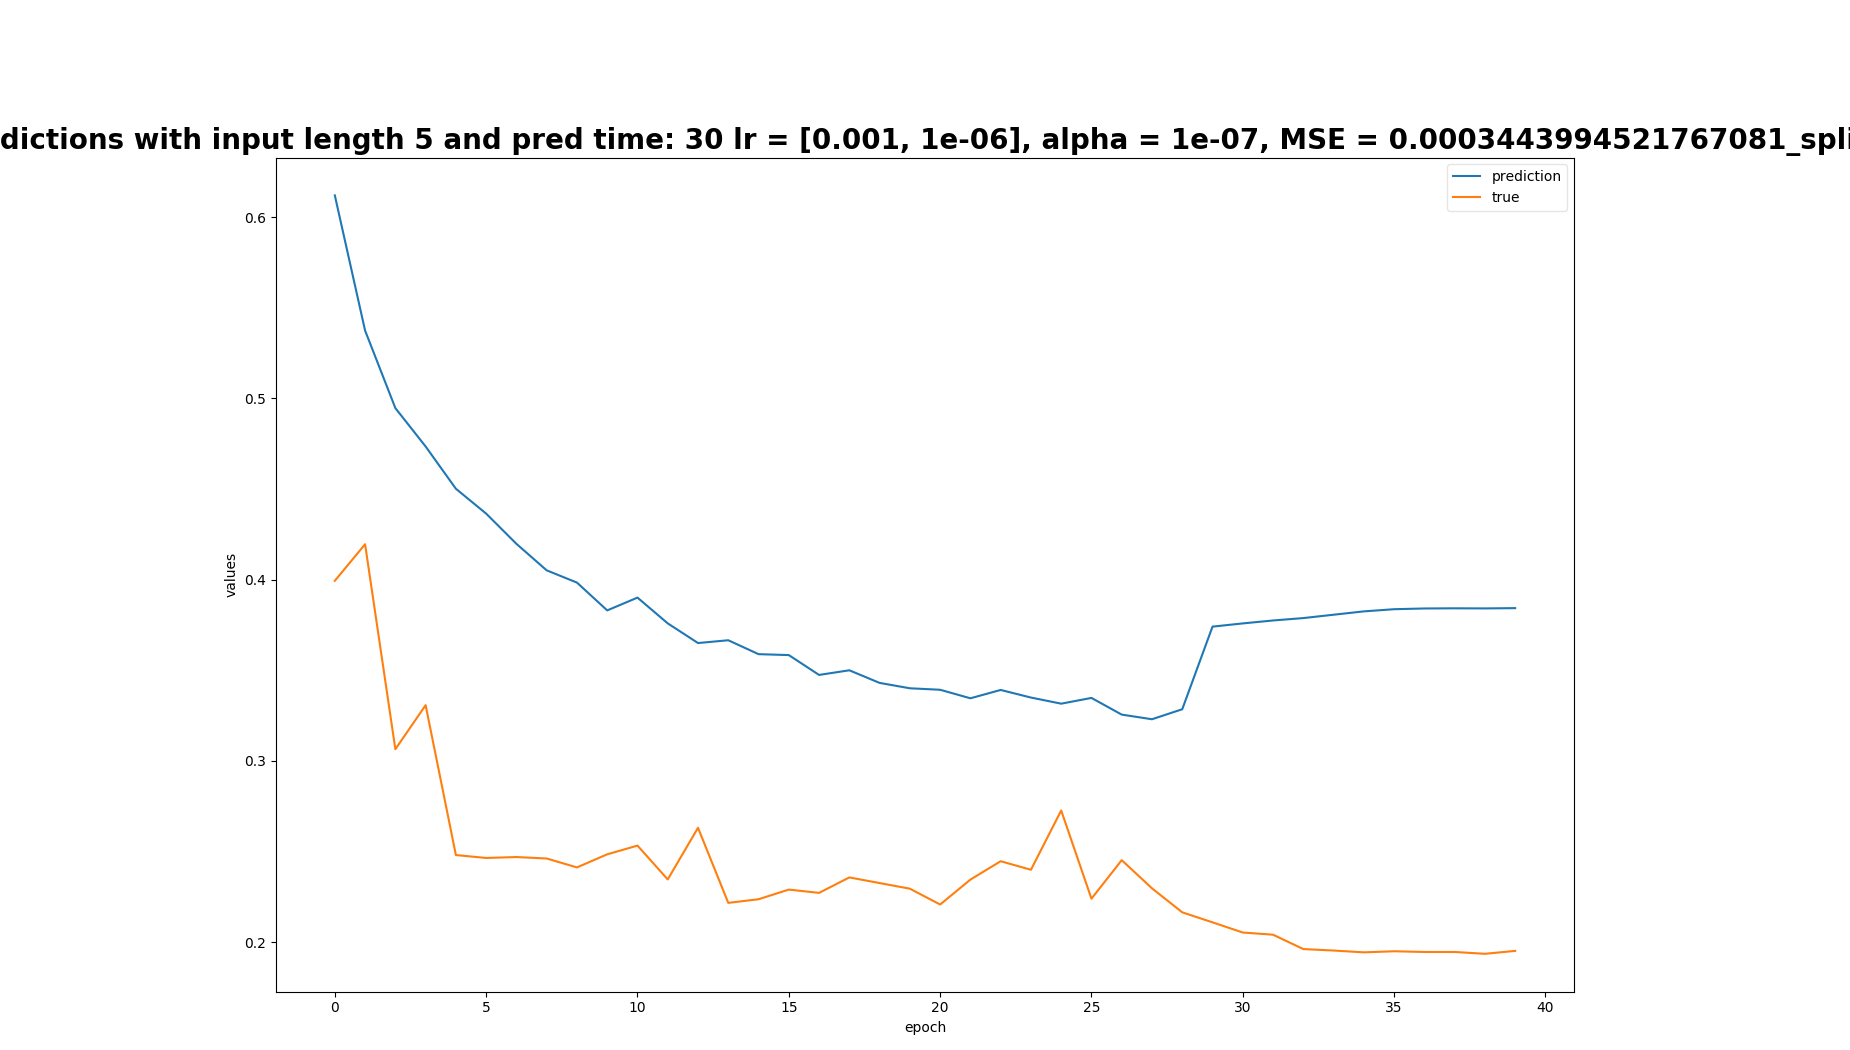 dictions with input length 5 and pred time: 30 lr = [0.001, 1e-06], alpha = 1e-07, MSE = 0.0003443994521767081_spli
prediction
true
0.6
0.5
0.4
0.3
0.2
values
0
5
10
15
20
25
30
35
40
epoch